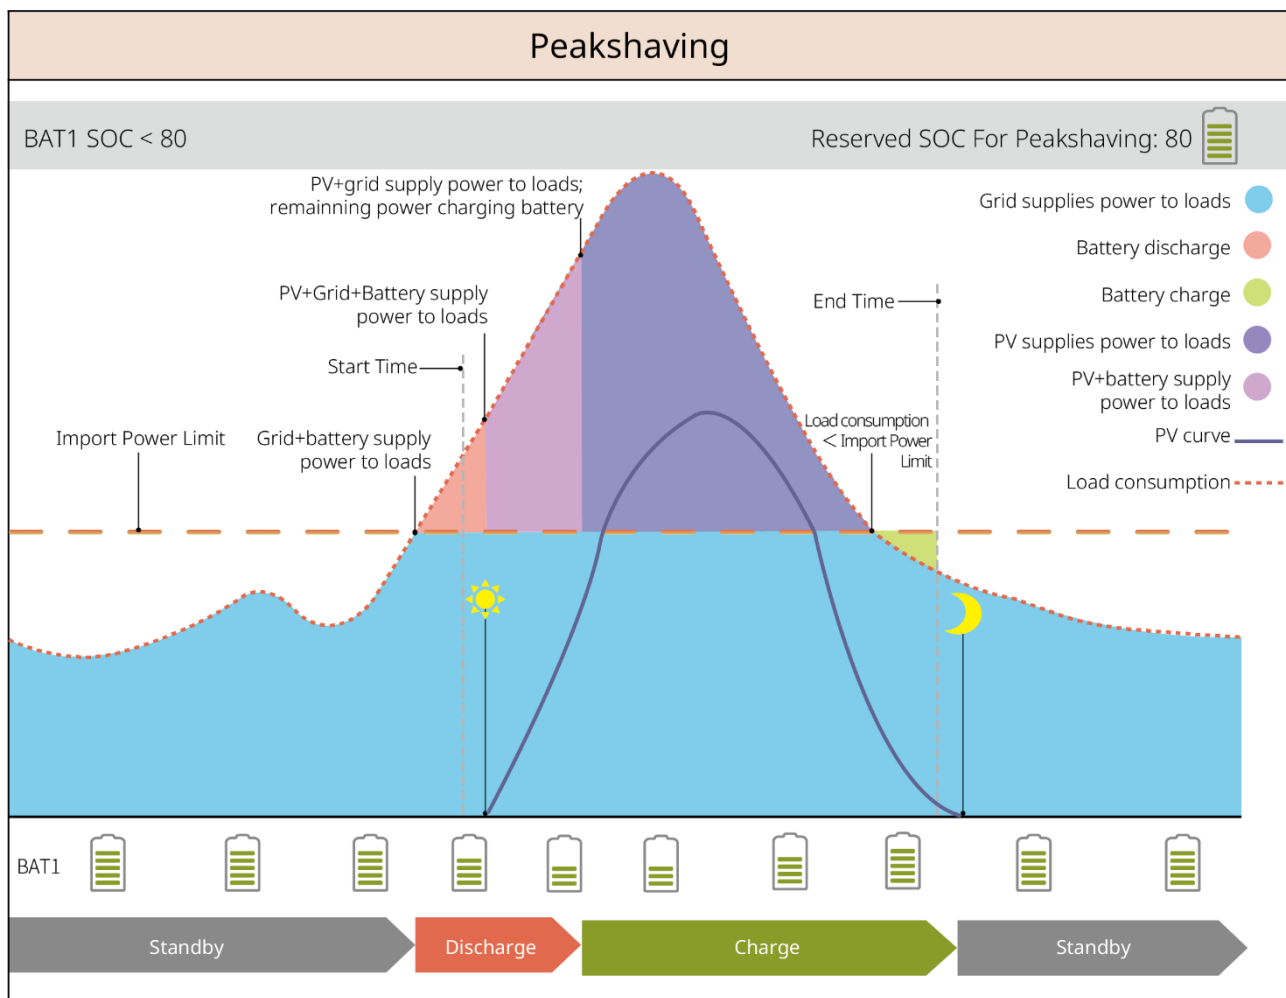 Peakshaving
BAT1 SOC < 80
Reserved SOC For Peakshaving: 80
PV+grid supply power to loads;
remainning power charging battery
Grid supplies power to loads
Battery discharge
PV+Grid+Battery supply
power to loads
End Time
Battery charge
Start Time
PV supplies power to loads
PV+battery supply
power to loads
Import Power Limit
Grid+battery supply
power to loads
Load consumption
< Import Power
Limit
PV curve
Load consumption
BAT1
Standby
Discharge
Charge
Standby